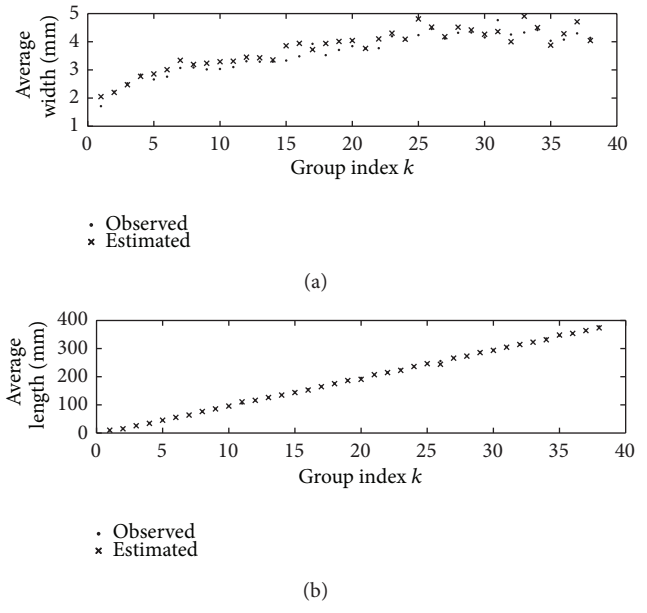 5
4
3
2
1
Average
width (mm)
0 5 10 15 20 25 30 35 40
Group index k
Observed
Estimated
(a)
400
300
200
100
0
Average
length (mm)
0 5 10 15 20 25 30 35 40
Group index k
Observed
Estimated
(b)